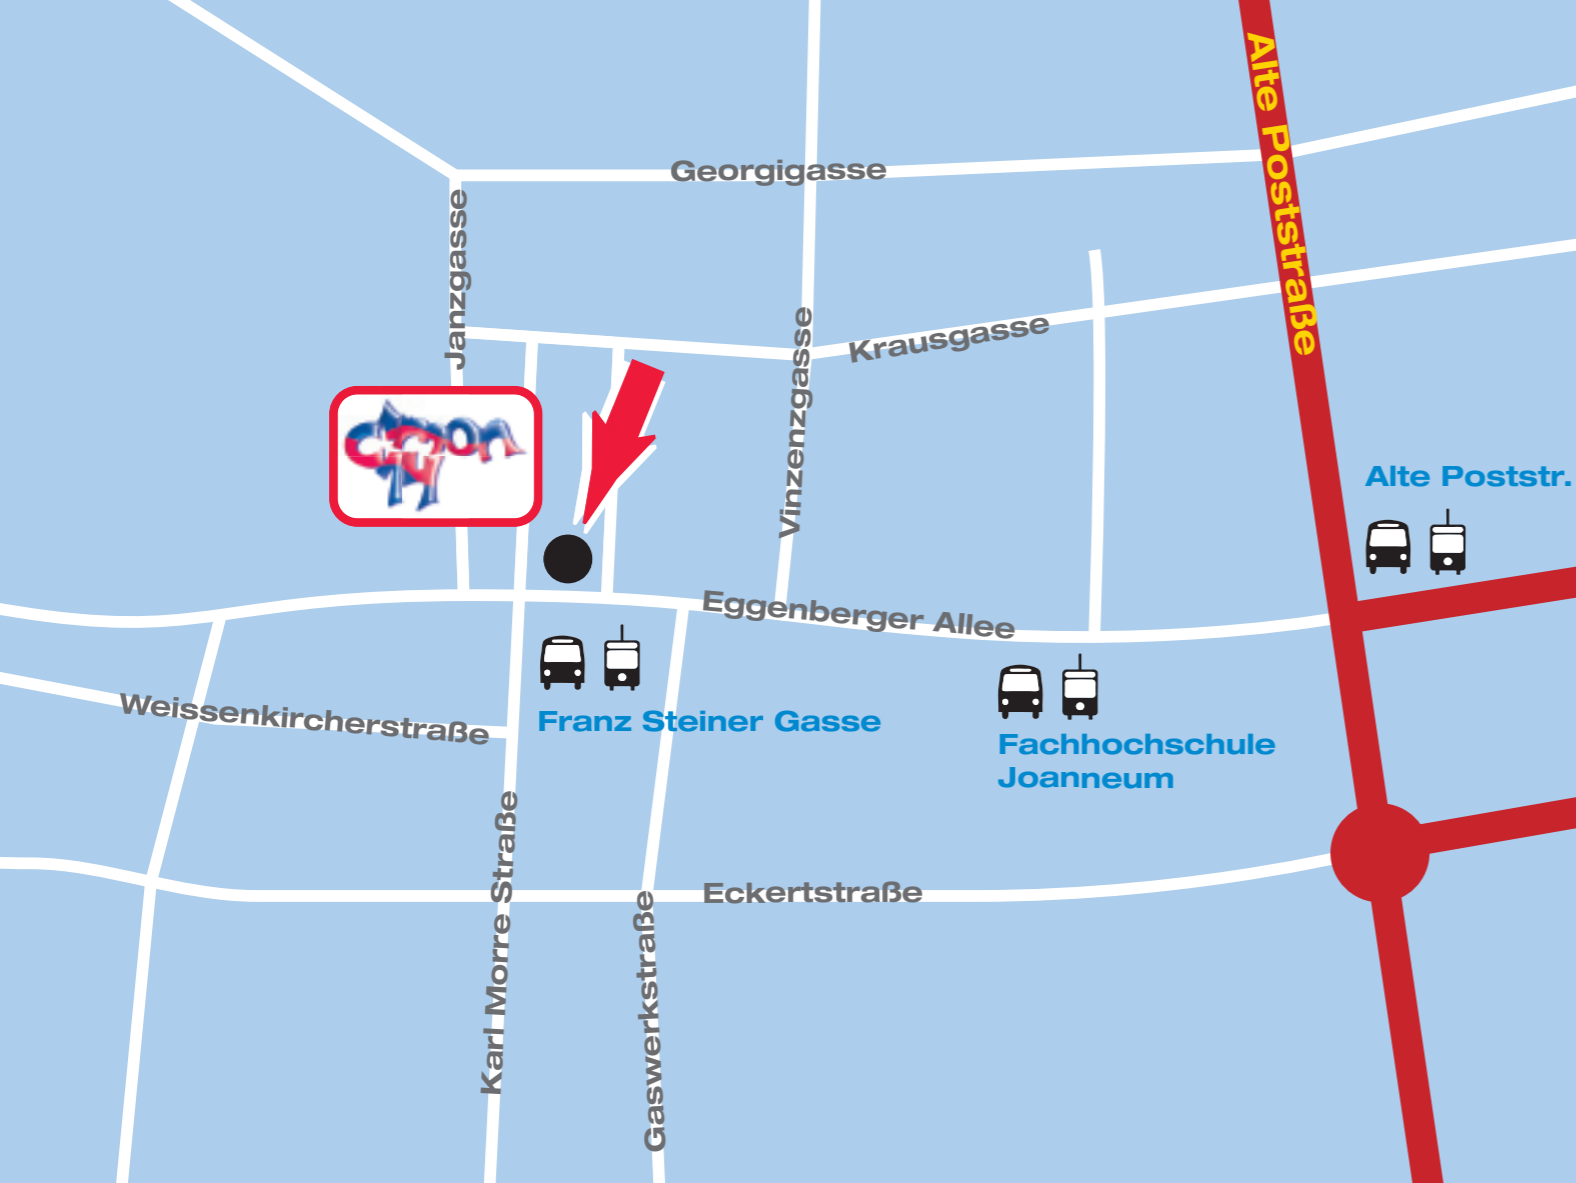 Alte Poststraße
Georgigasse
Janzgasse
Krausgasse
Vinzenzgasse
Alte Poststr.
Eggenberger Allee
Weissenkircherstraße
Franz Steiner Gasse
Fachhochschule
Joanneum
Karl Morre Straße
Eckertstraße
Gaswerkstraße